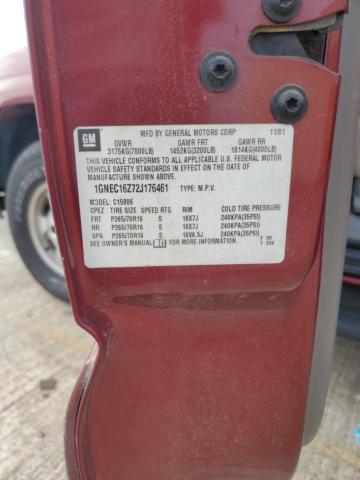 GM
MFD BY GENERAL MOTORS CORP 11/01
GVWR GAWR FRT GAWR RR
3175KG(7000LB) 1452KG(3200LB) 1814KG(4000LB)
THIS VEHICLE CONFORMS TO ALL APPLICABLE U.S. FEDERAL MOTOR
VEHICLE SAFETY STANDARDS IN EFFECT ON THE DATE OF
MANUFACTURE SHOWN ABOVE.
1GNEC16Z72J176461 TYPE: M.P.V.
MODEL: C15906
CPEZ TIRE SIZE SPEED RTG RIM COLD TIRE PRESSURE
FRT P265/70R16 S 16X7J 240KPA(35PSI)
RR P265/70R16 S 16X7J 240KPA(35PSI)
SPA P265/70R16 S 16X6.5J 240KPA(35PSI)
SEE OWNER'S MANUAL FOR MORE INFORMATION.